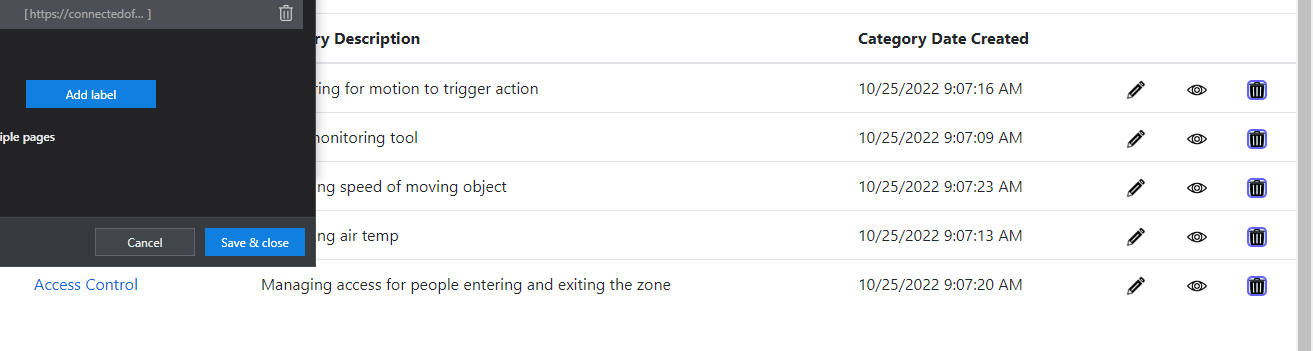 [ https://connectedof... ]
ry Description Category Date Created
ring for motion to trigger action 10/25/2022 9:07:16 AM
Add label
iple pages
monitoring tool 10/25/2022 9:07:09 AM
ng speed of moving object 10/25/2022 9:07:23 AM
ng air temp 10/25/2022 9:07:13 AM
Cancel Save & close
Access Control Managing access for people entering and exiting the zone 10/25/2022 9:07:20 AM